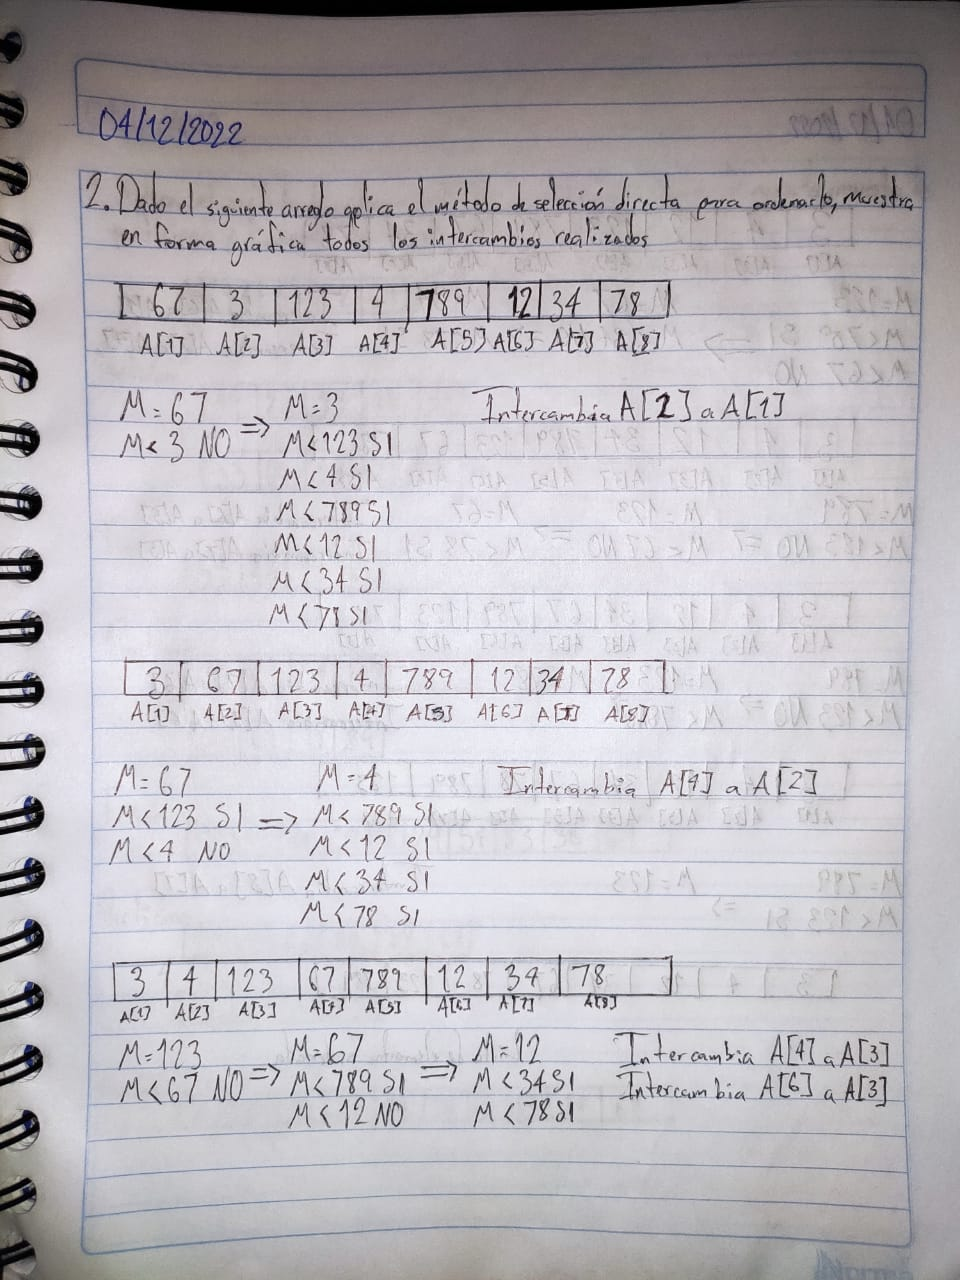 04/12/2022
2. Dado el siguiente arreglo aplica el método de selección directa para ordenarlo, muestra
en forma gráfica todos los intercambios realizados
67 3 123 4 789 12 34 78
A[1] A[2] A[3] A[4] A[5] A[6] A[7] A[8]
M=67 => M=3 Intercambia A[2] a A[1]
M<3 NO M<123 SI
M<4 SI
M<789 SI
M<12 SI
M<34 SI
M<78 SI
3 67 123 4 789 12 34 78
A[1] A[2] A[3] A[4] A[5] A[6] A[7] A[8]
M=67 M=4 Intercambia A[4] a A[2]
M<123 SI => M<789 SI
M<4 NO M<12 SI
M<34 SI
M<78 SI
3 4 123 67 789 12 34 78
A[1] A[2] A[3] A[4] A[5] A[6] A[7] A[8]
M=123 M=67 M=12 Intercambia A[4] a A[3]
M<67 NO => M<789 SI => M<34 SI Intercambia A[6] a A[3]
M<12 NO M<78 SI